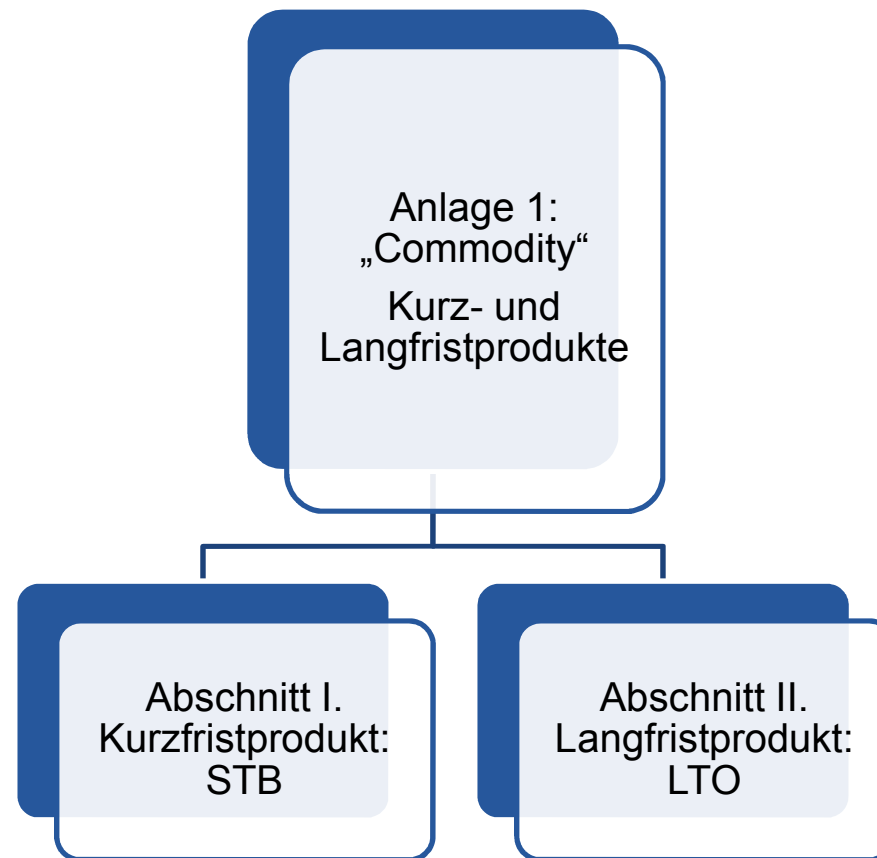 Anlage 1:
„Commodity“
Kurz- und
Langfristprodukte
Abschnitt I.
Kurzfristprodukt:
STB
Abschnitt II.
Langfristprodukt:
LTO